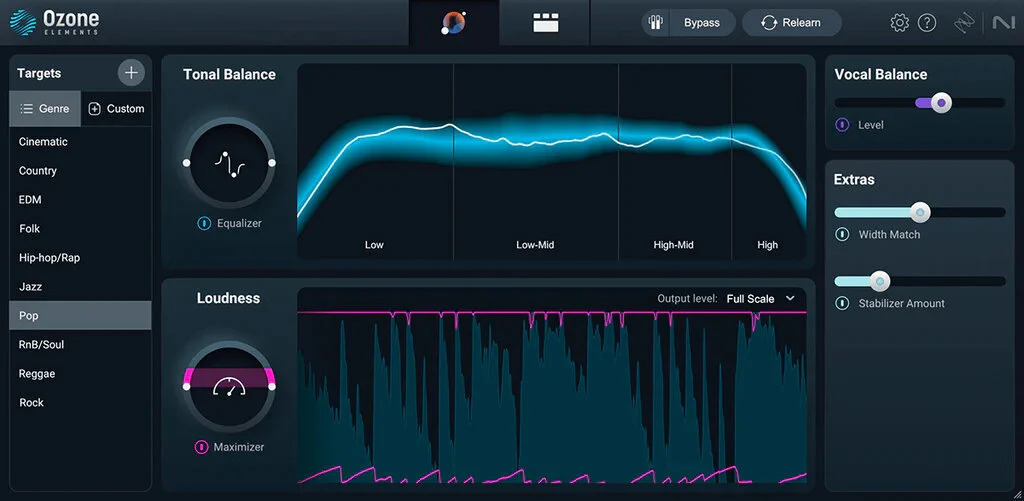 Ozone
ELEMENTS
Bypass
Relearn
Targets
Genre
Custom
Cinematic
Country
EDM
Folk
Hip-hop/Rap
Jazz
Pop
RnB/Soul
Reggae
Rock
Tonal Balance
Equalizer
Low
Low-Mid
High-Mid
High
Loudness
Maximizer
Output level: Full Scale
Vocal Balance
Level
Extras
Width Match
Stabilizer Amount